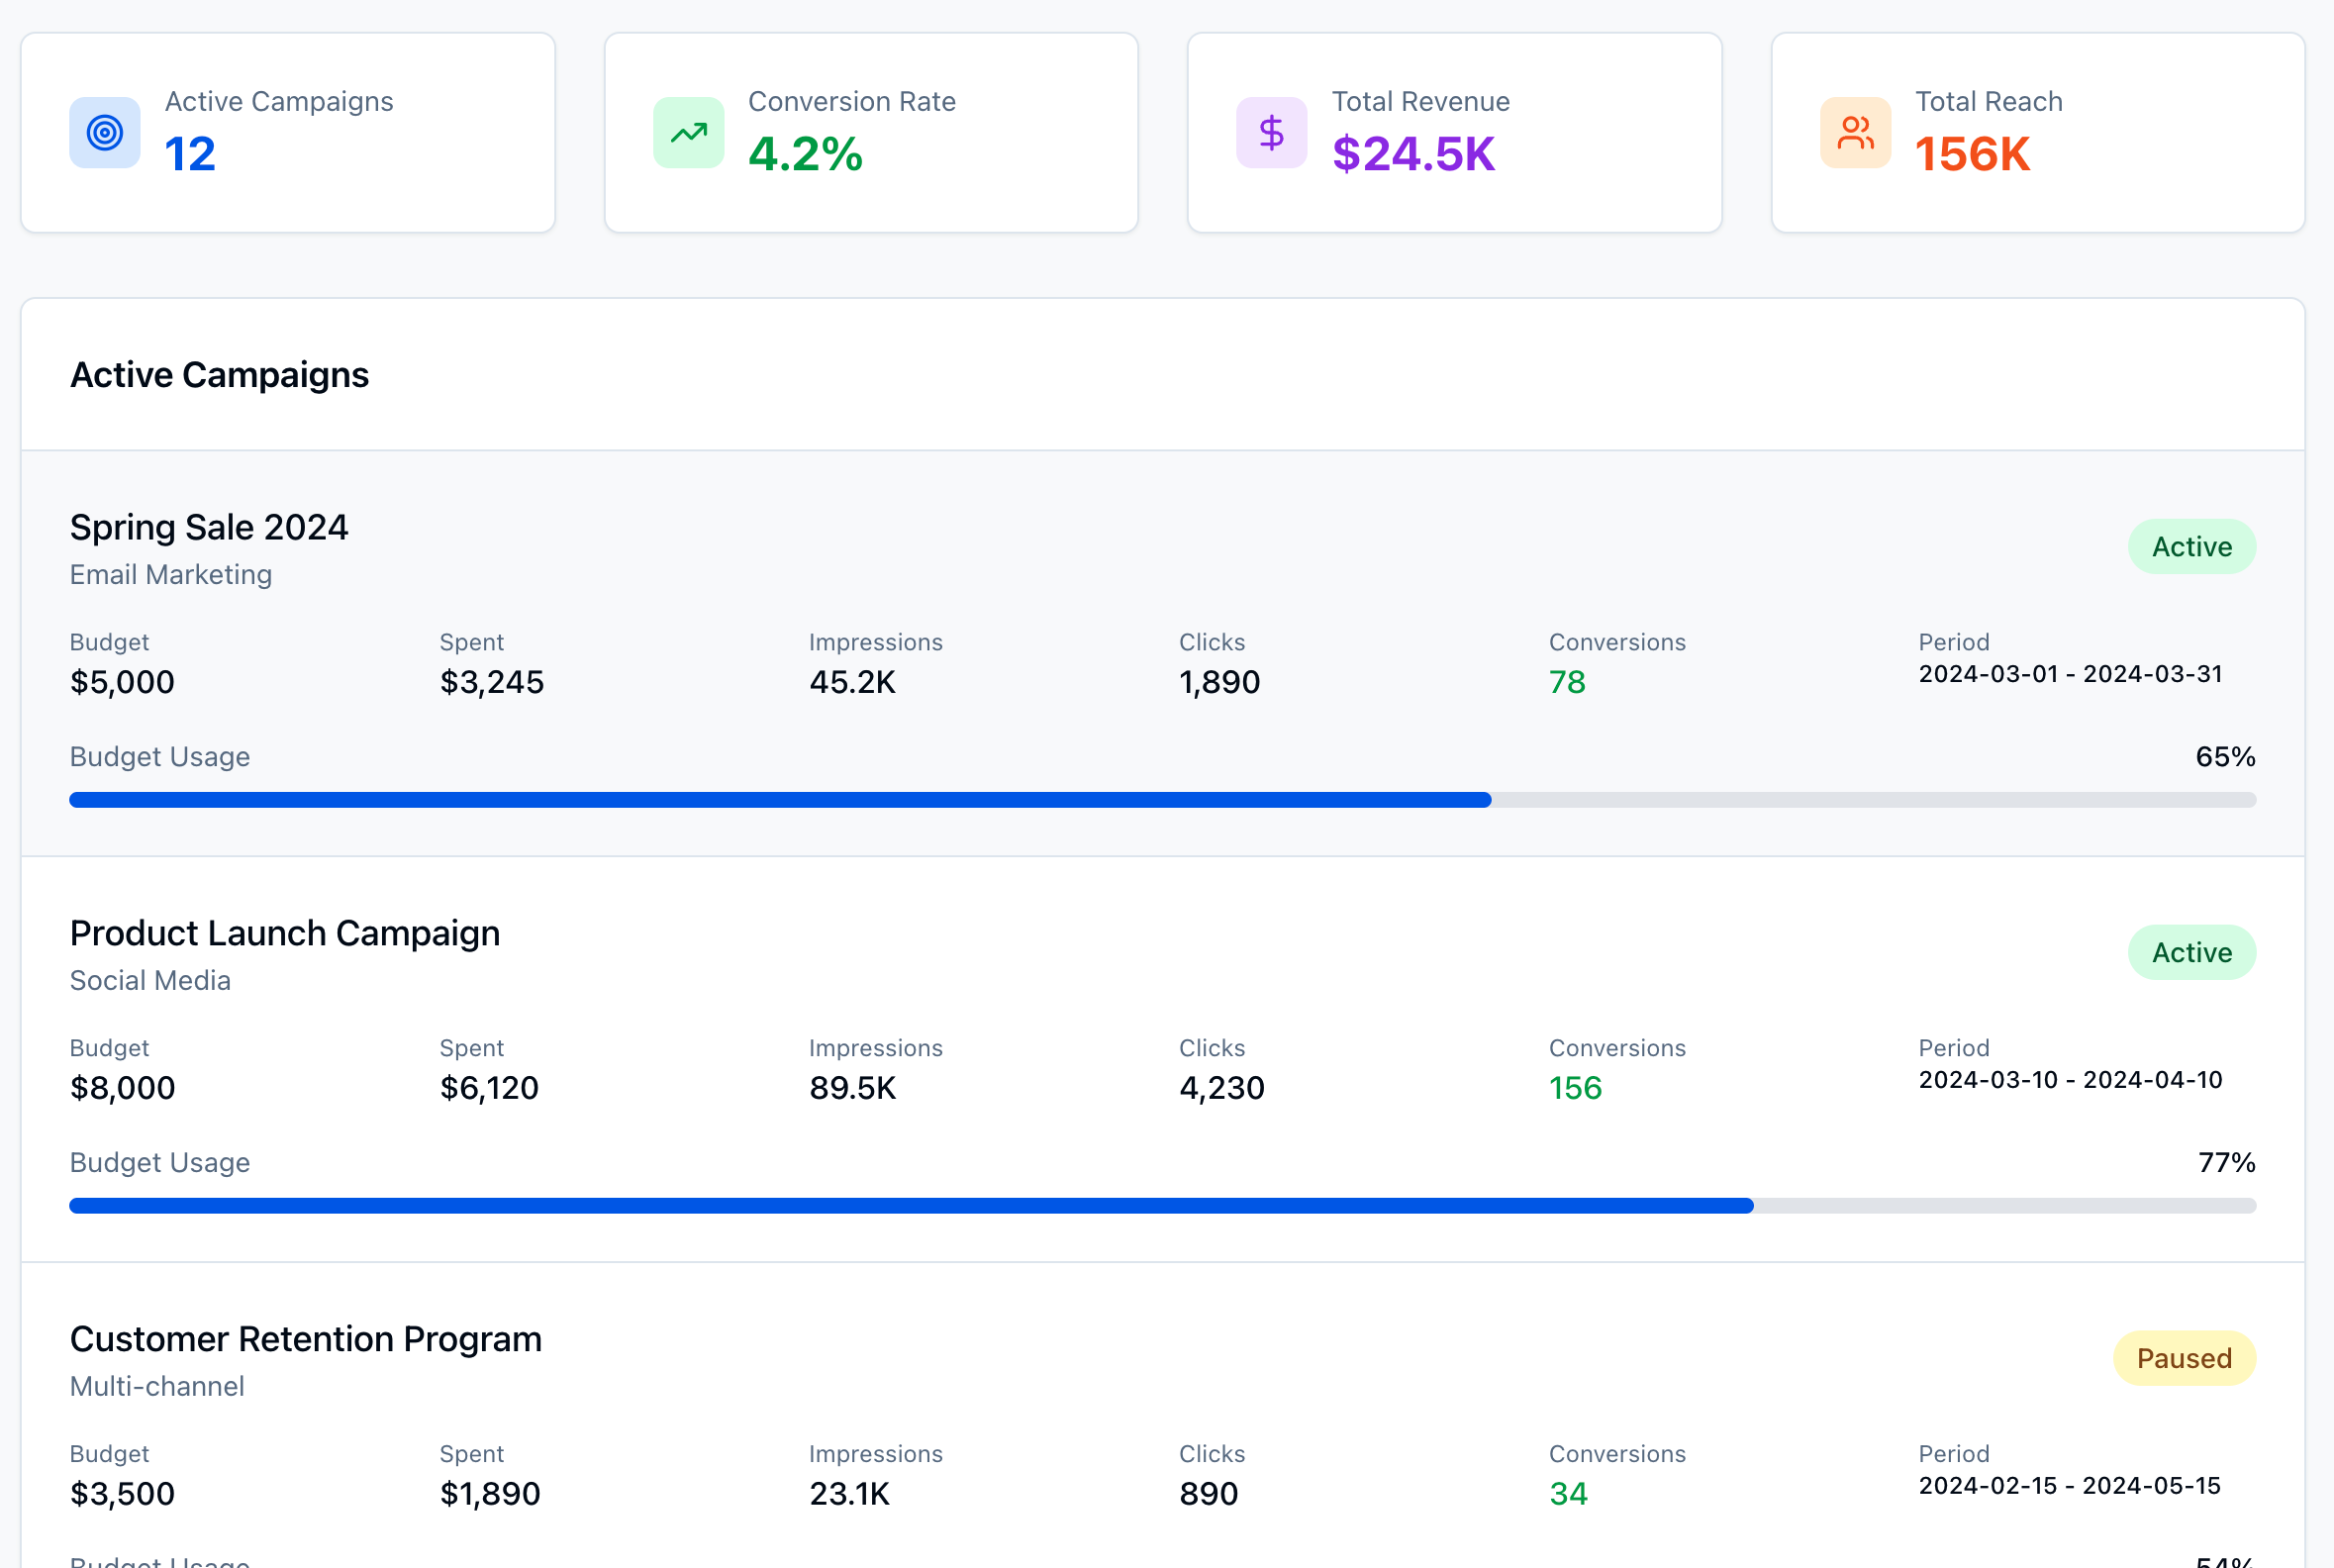 Active Campaigns
12
Conversion Rate
4.2%
Total Revenue
$24.5K
Total Reach
156K
Active Campaigns
Spring Sale 2024
Email Marketing
Active
Budget
$5,000
Spent
$3,245
Impressions
45.2K
Clicks
1,890
Conversions
78
Period
2024-03-01 - 2024-03-31
Budget Usage
65%
Product Launch Campaign
Social Media
Active
Budget
$8,000
Spent
$6,120
Impressions
89.5K
Clicks
4,230
Conversions
156
Period
2024-03-10 - 2024-04-10
Budget Usage
77%
Customer Retention Program
Multi-channel
Paused
Budget
$3,500
Spent
$1,890
Impressions
23.1K
Clicks
890
Conversions
34
Period
2024-02-15 - 2024-05-15
Budget Usage
54%